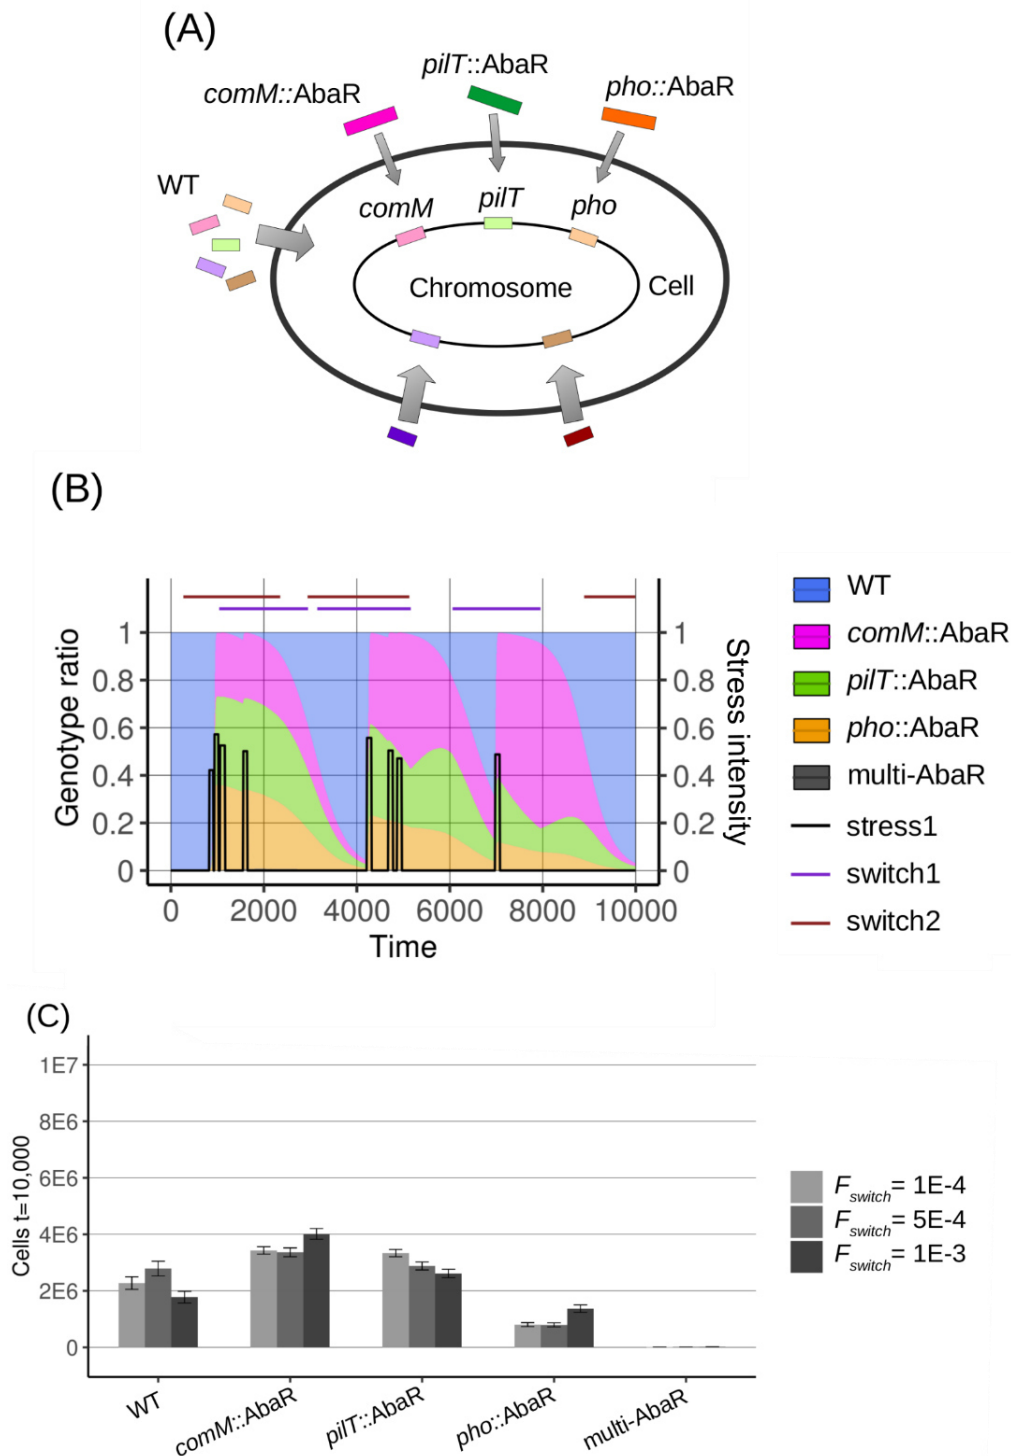 (A)
pilT::AbaR
comM::AbaR
pho::AbaR
WT
comM
pilT
pho
Chromosome
Cell
(B)
Genotype ratio
1
0.8
0.6
0.4
0.2
0
1
0.8
0.6
0.4
0.2
0
Stress intensity
0 2000 4000 6000 8000 10000
Time
WT
comM::AbaR
pilT::AbaR
pho::AbaR
multi-AbaR
stress1
switch1
switch2
(C)
Cells t=10,000
1E7
8E6
6E6
4E6
2E6
0
WT
comM::AbaR
pilT::AbaR
pho::AbaR
multi-AbaR
Fswitch= 1E-4
Fswitch= 5E-4
Fswitch= 1E-3